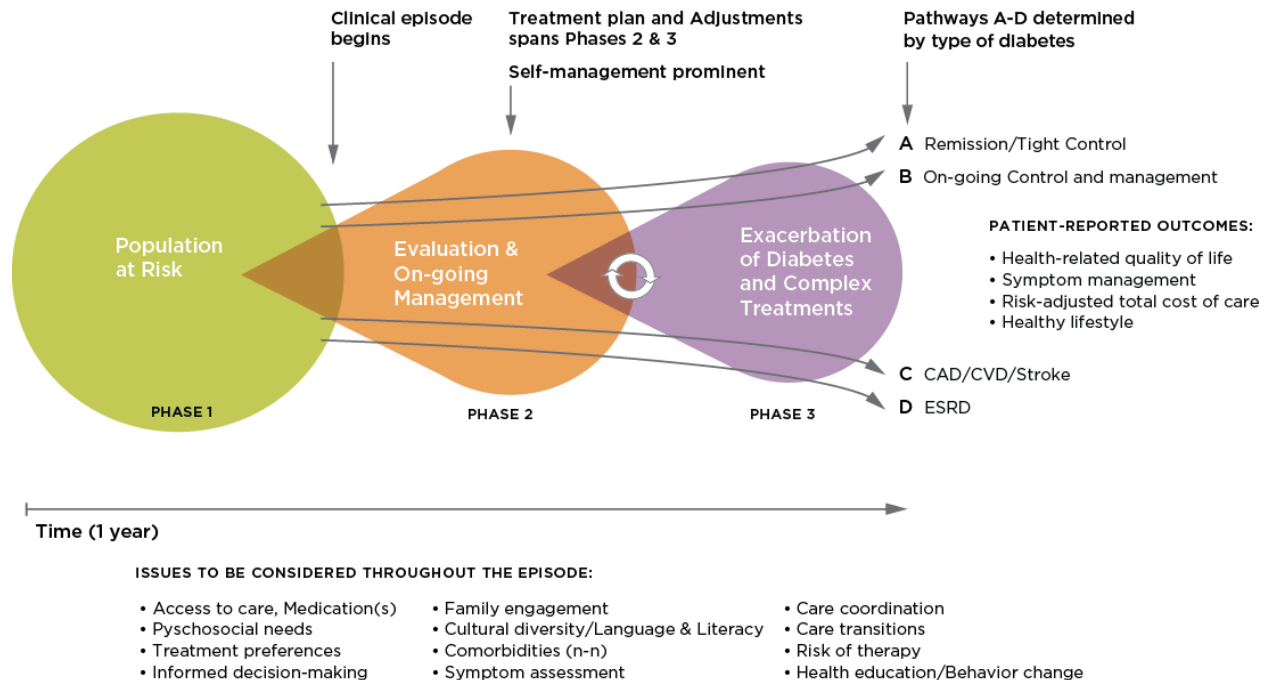 Clinical episode
begins
Treatment plan and Adjustments
spans Phases 2 & 3
Self-management prominent
Pathways A-D determined
by type of diabetes
A Remission/Tight Control
B On-going Control and management
Population
at Risk
Evaluation &
On-going
Management
Exacerbation
of Diabetes
and Complex
Treatments
PATIENT-REPORTED OUTCOMES:
• Health-related quality of life
• Symptom management
• Risk-adjusted total cost of care
• Healthy lifestyle
C CAD/CVD/Stroke
D ESRD
PHASE 1
PHASE 2
PHASE 3
Time (1 year)
ISSUES TO BE CONSIDERED THROUGHOUT THE EPISODE:
• Access to care, Medication(s)
• Pyschosocial needs
• Treatment preferences
• Informed decision-making
• Family engagement
• Cultural diversity/Language & Literacy
• Comorbidities (n-n)
• Symptom assessment
• Care coordination
• Care transitions
• Risk of therapy
• Health education/Behavior change